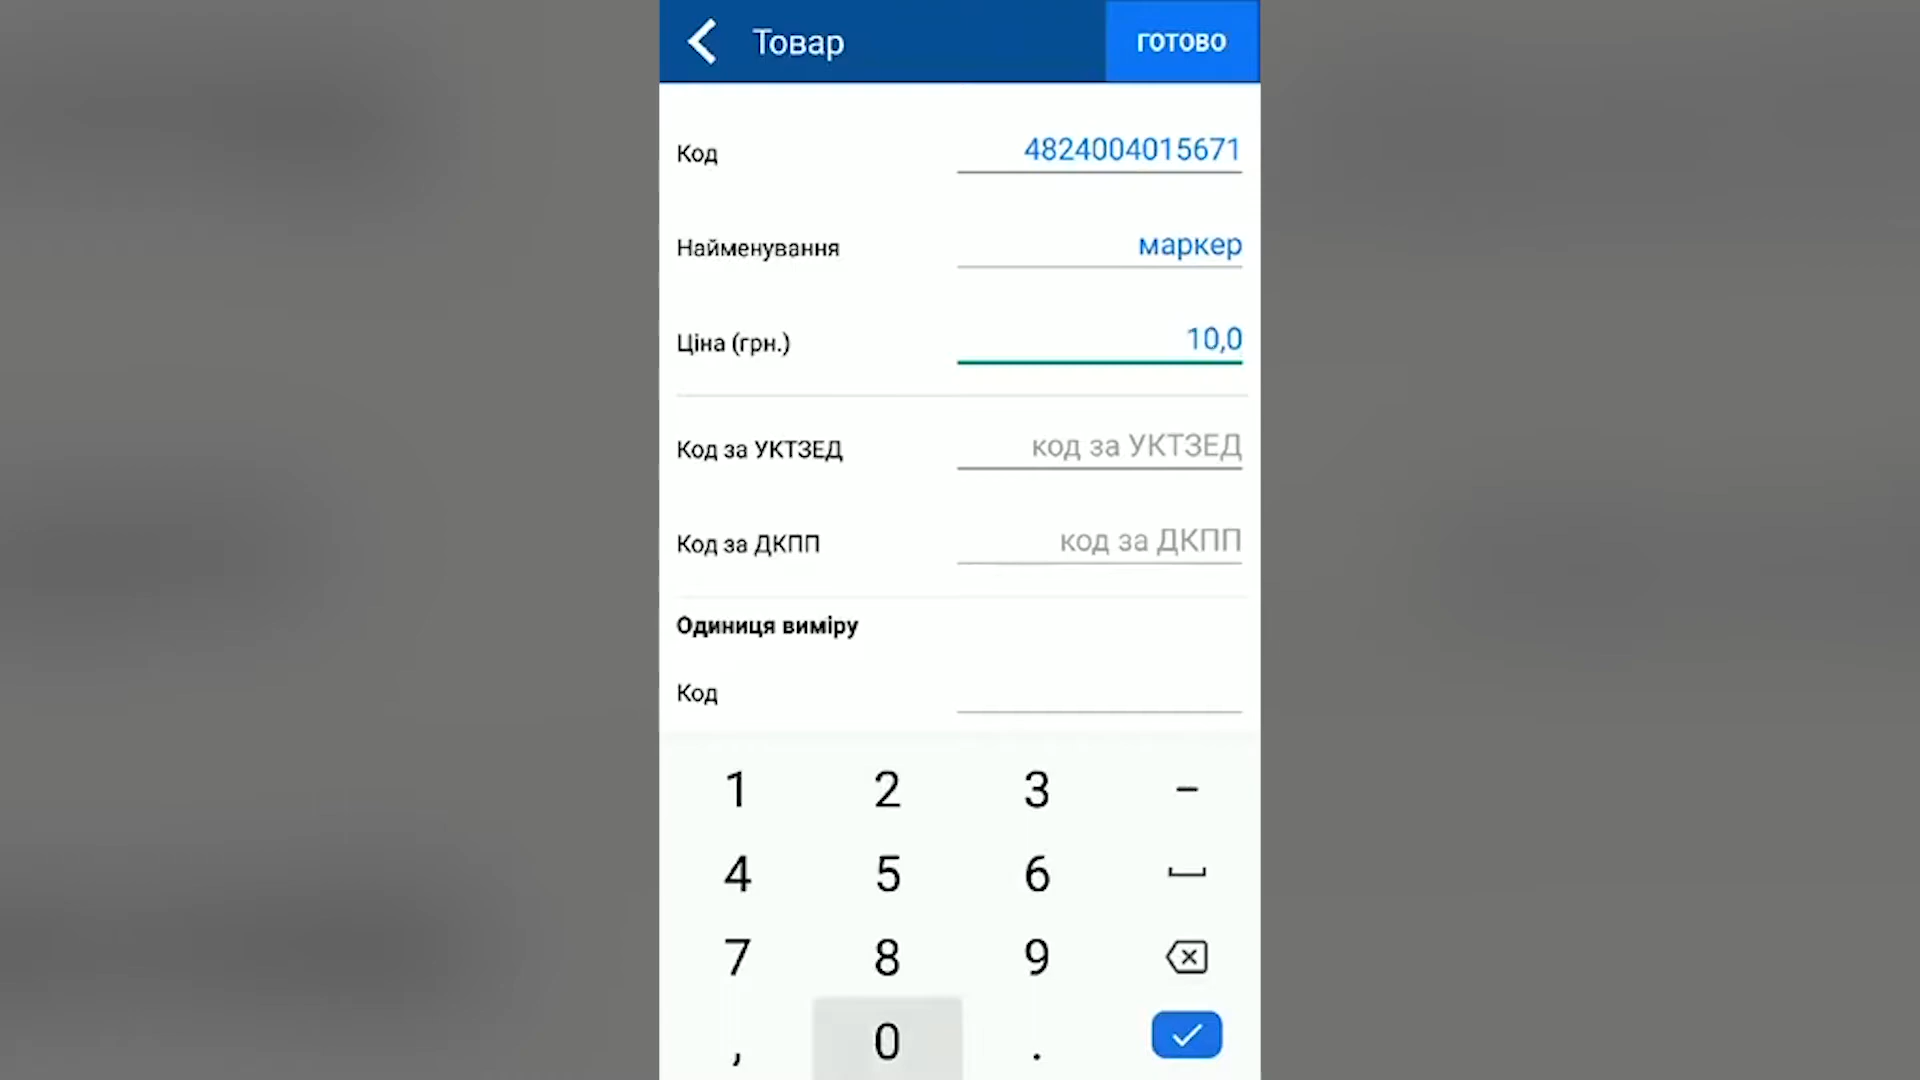 Товар ГОТОВО
Код 4824004015671
Найменування маркер
Ціна (грн.) 10,0
Код за УКТЗЕД код за УКТЗЕД
Код за ДКПП код за ДКПП
Одиниця виміру
Код
1 2 3 –
4 5 6
7 8 9
, 0 .